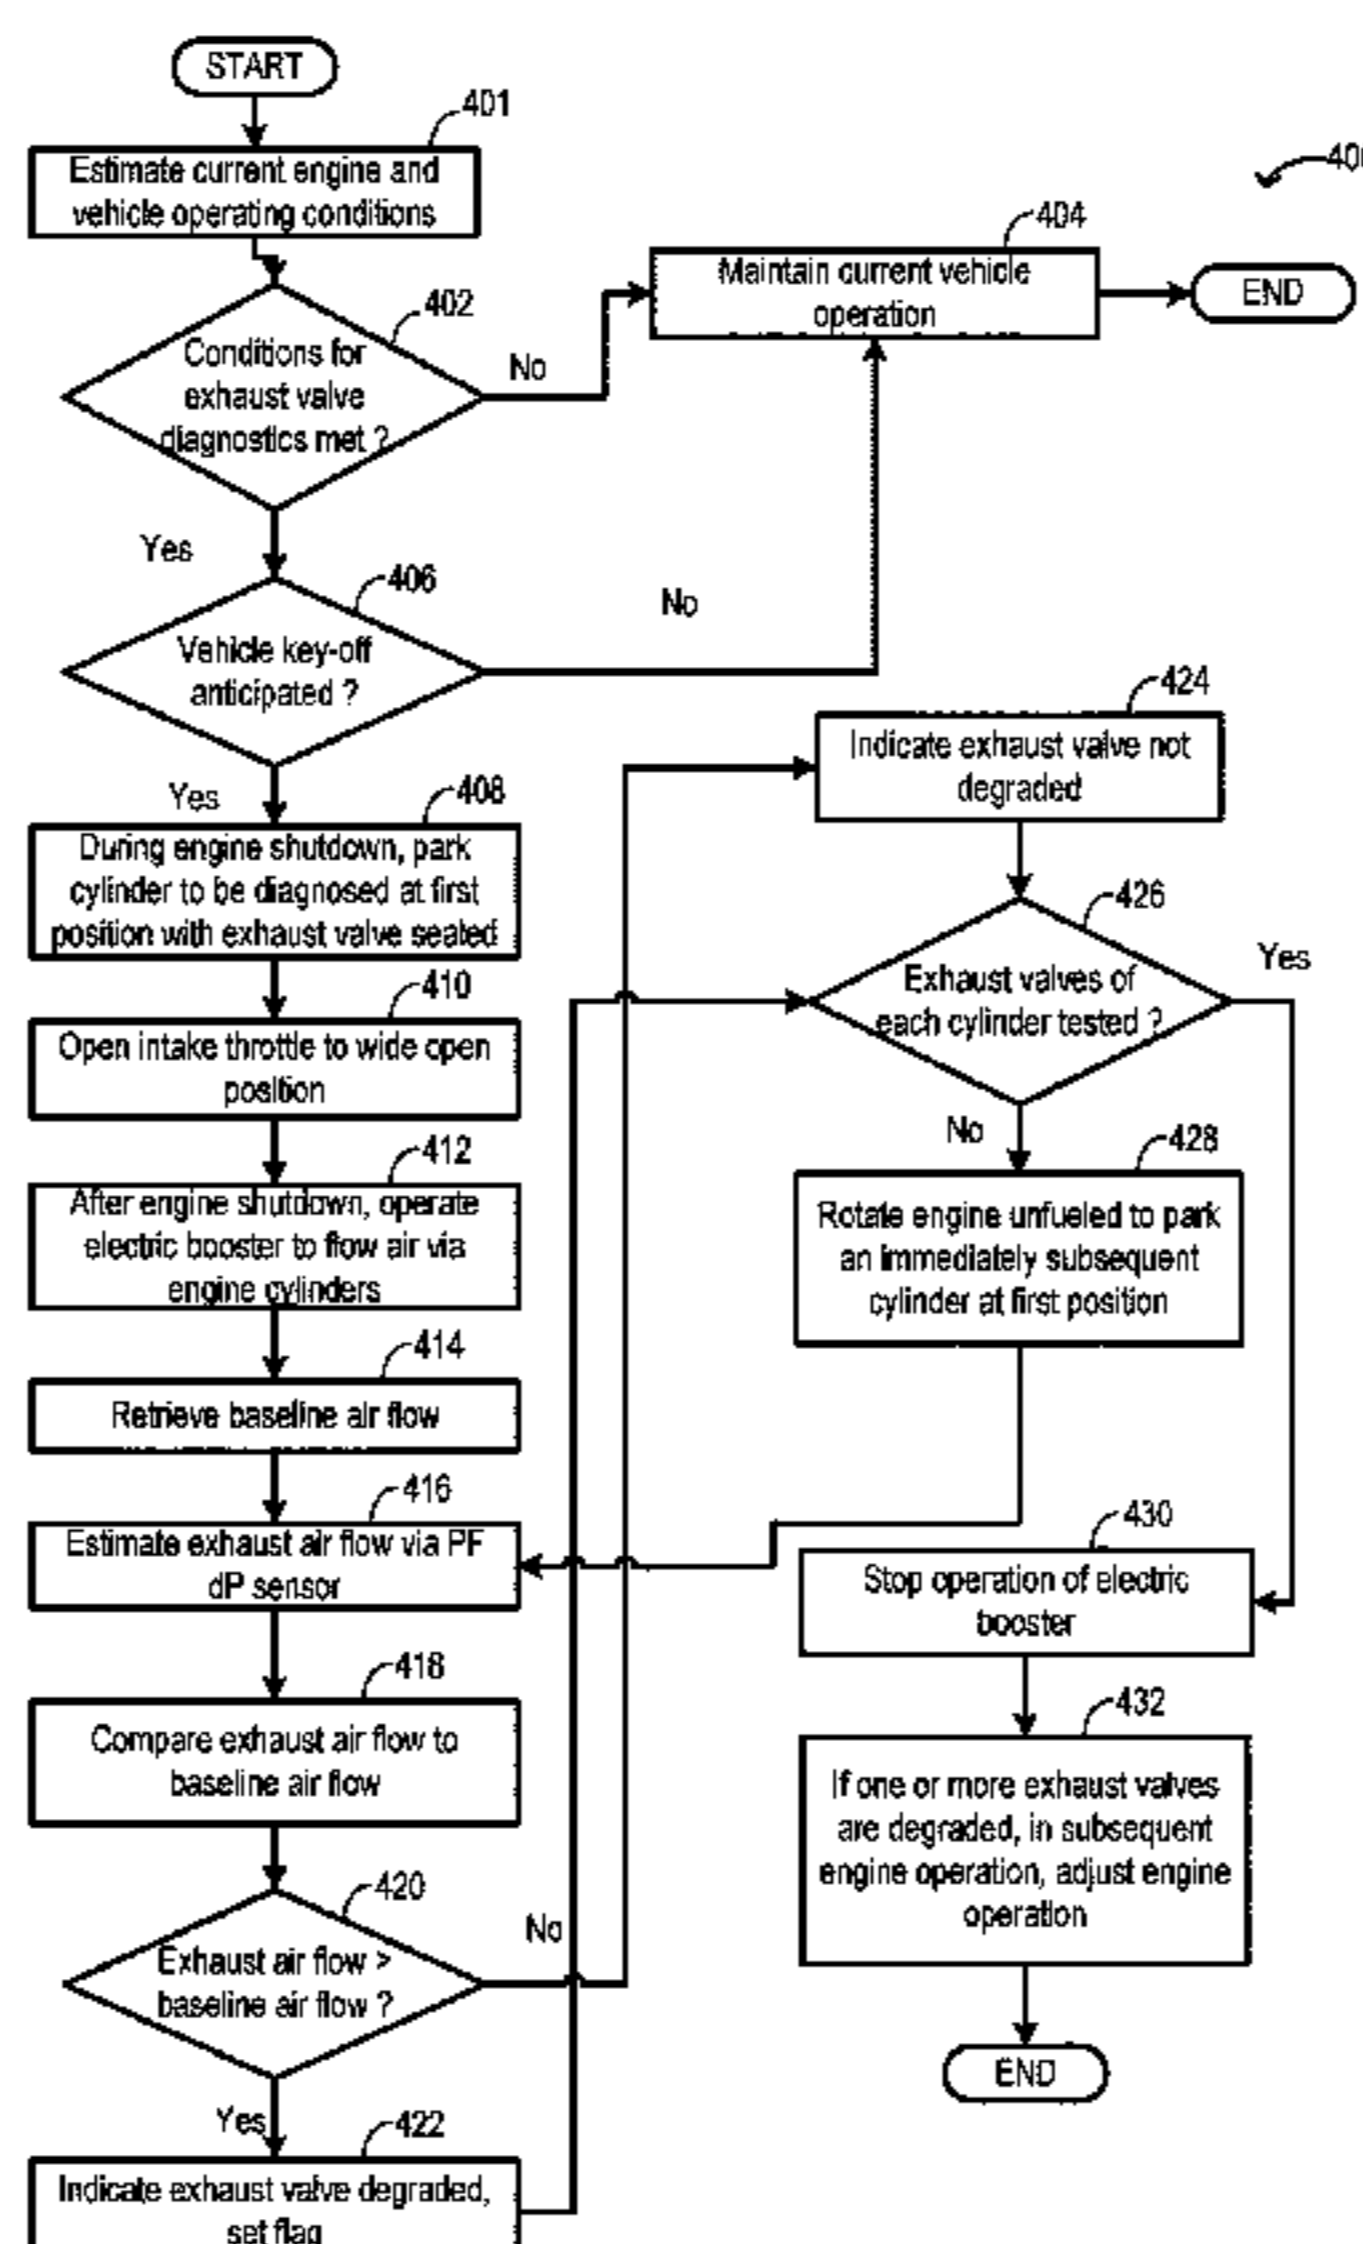 START
401
Estimate current engine and
vehicle operating conditions
402
Conditions for
exhaust valve
diagnostics met ?
No
Yes
404
Maintain current vehicle
operation
END
406
Vehicle key-off
anticipated ?
No
Yes
408
During engine shutdown, park
cylinder to be diagnosed at first
position with exhaust valve seated
410
Open intake throttle to wide open
position
412
After engine shutdown, operate
electric booster to flow air via
engine cylinders
414
Retrieve baseline air flow
416
Estimate exhaust air flow via PF
dP sensor
418
Compare exhaust air flow to
baseline air flow
420
Exhaust air flow >
baseline air flow ?
No
Yes
422
Indicate exhaust valve degraded,
set flag
424
Indicate exhaust valve not
degraded
426
Exhaust valves of
each cylinder tested ?
Yes
No
428
Rotate engine unfueled to park
an immediately subsequent
cylinder at first position
430
Stop operation of electric
booster
432
If one or more exhaust valves
are degraded, in subsequent
engine operation, adjust engine
operation
END